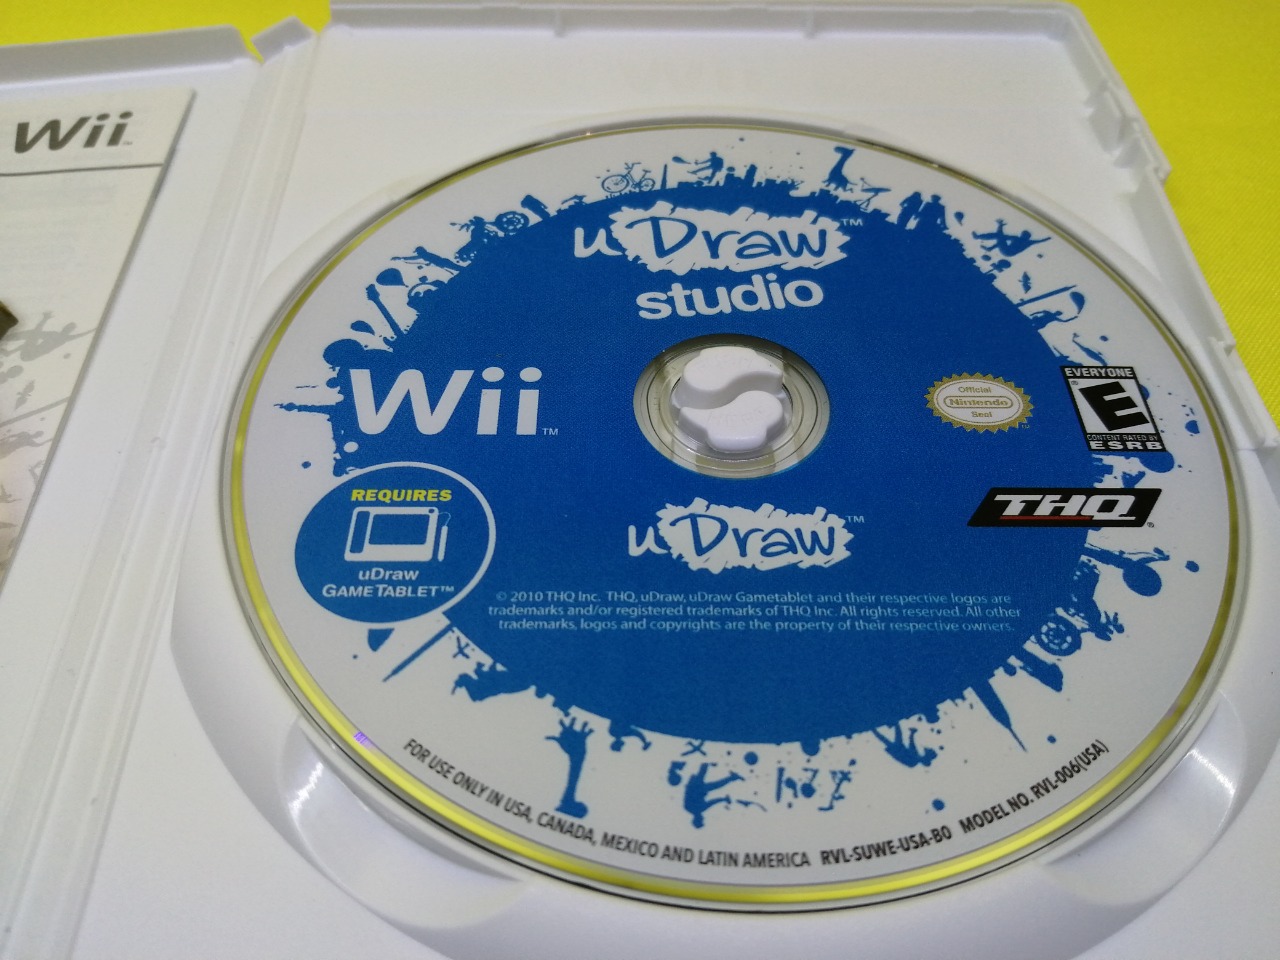 Wii
uDraw™
studio
Wii™
Official
Nintendo
Seal
EVERYONE
E
CONTENT RATED BY
ESRB
REQUIRES
uDraw
GAMETABLET™
THQ
uDraw™
© 2010 THQ Inc. THQ, uDraw, uDraw Gametablet and their respective logos are
trademarks and/or registered trademarks of THQ Inc. All rights reserved. All other
trademarks, logos and copyrights are the property of their respective owners.
FOR USE ONLY IN USA, CANADA, MEXICO AND LATIN AMERICA RVL-SUWE-USA-B0 MODEL NO. RVL-006(USA)